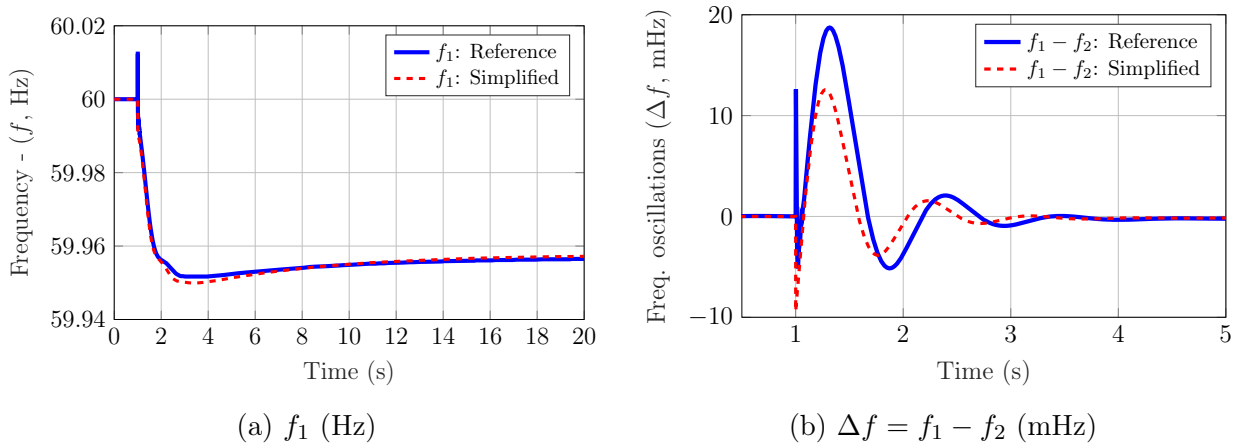 60.02
60
59.98
59.96
59.94
0 2 4 6 8 10 12 14 16 18 20
Frequency - (f, Hz)
Time (s)
f₁: Reference
f₁: Simplified
(a) f₁ (Hz)
20
10
0
−10
1 2 3 4 5
Freq. oscillations (Δf, mHz)
Time (s)
f₁ − f₂: Reference
f₁ − f₂: Simplified
(b) Δf = f₁ − f₂ (mHz)